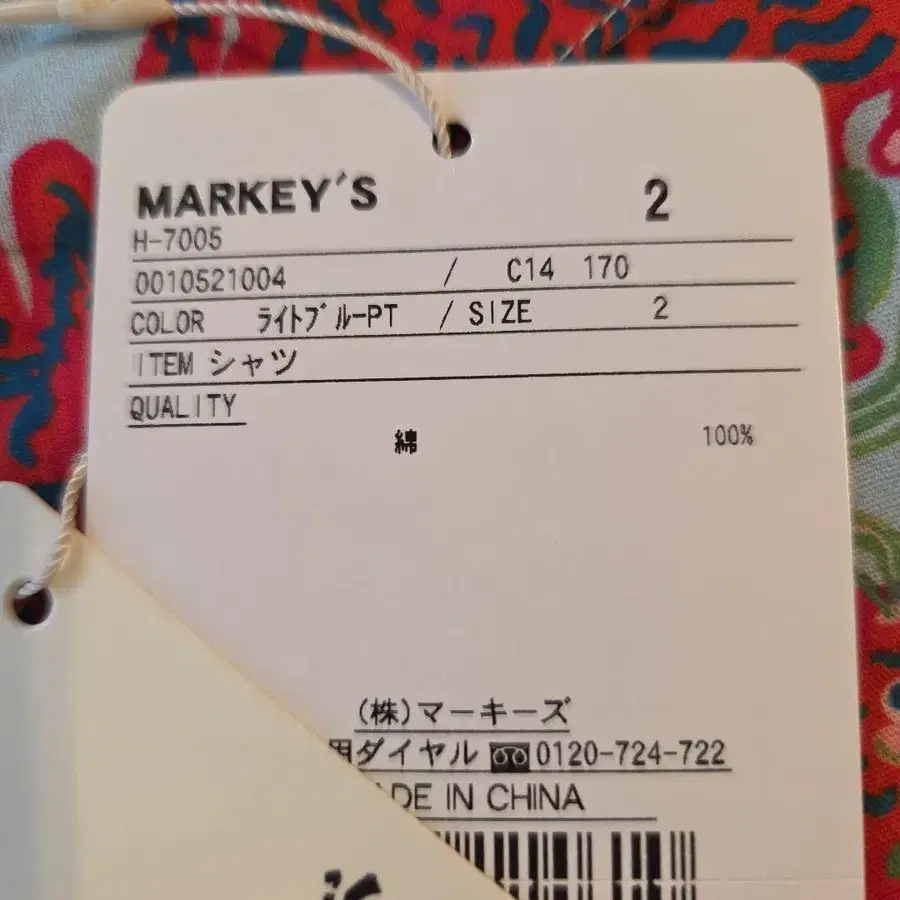 MARKEY'S 2
H-7005
0010521004 / C14 170
COLOR ライトブルーPT / SIZE 2
ITEM シャツ
QUALITY
綿 100%
(株)マーキーズ
用ダイヤル 0120-724-722
ADE IN CHINA